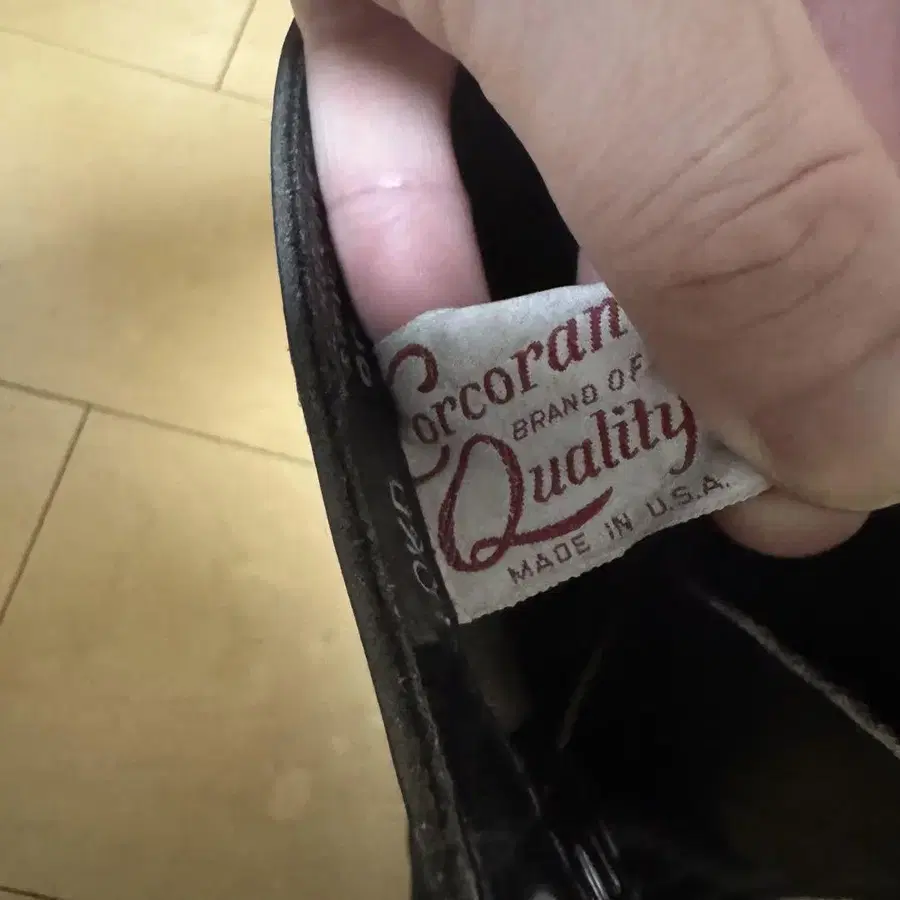 Corcoran
BRAND OF
Quality
MADE IN U.S.A.